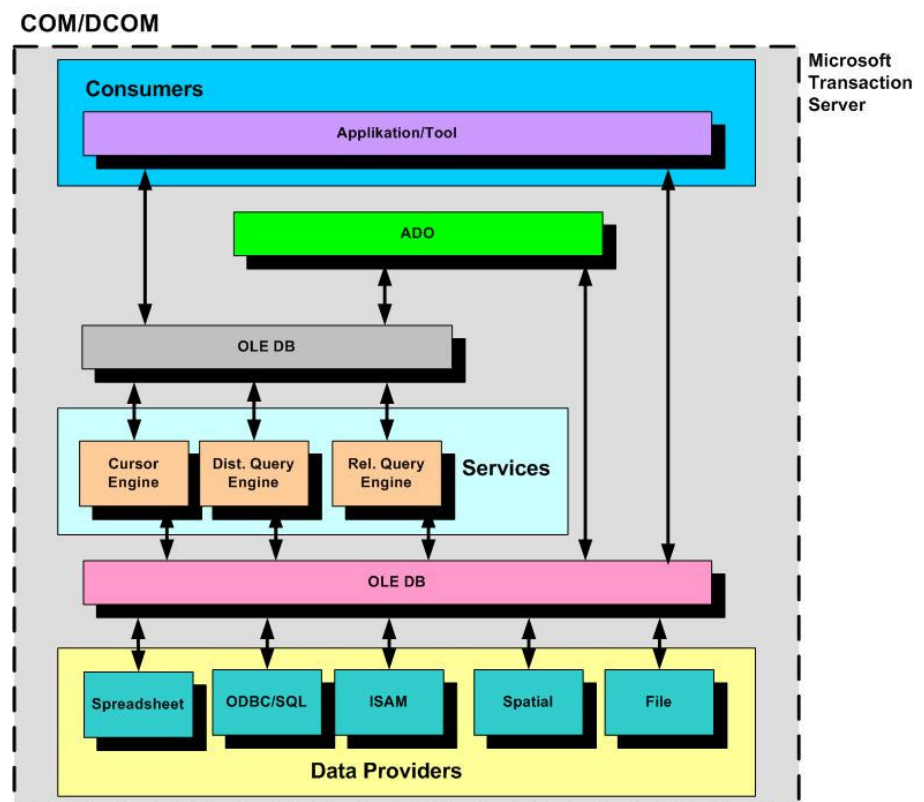 COM/DCOM
Microsoft
Transaction
Server
Consumers
Applikation/Tool
ADO
OLE DB
Cursor
Engine
Dist. Query
Engine
Rel. Query
Engine
Services
OLE DB
Spreadsheet
ODBC/SQL
ISAM
Spatial
File
Data Providers